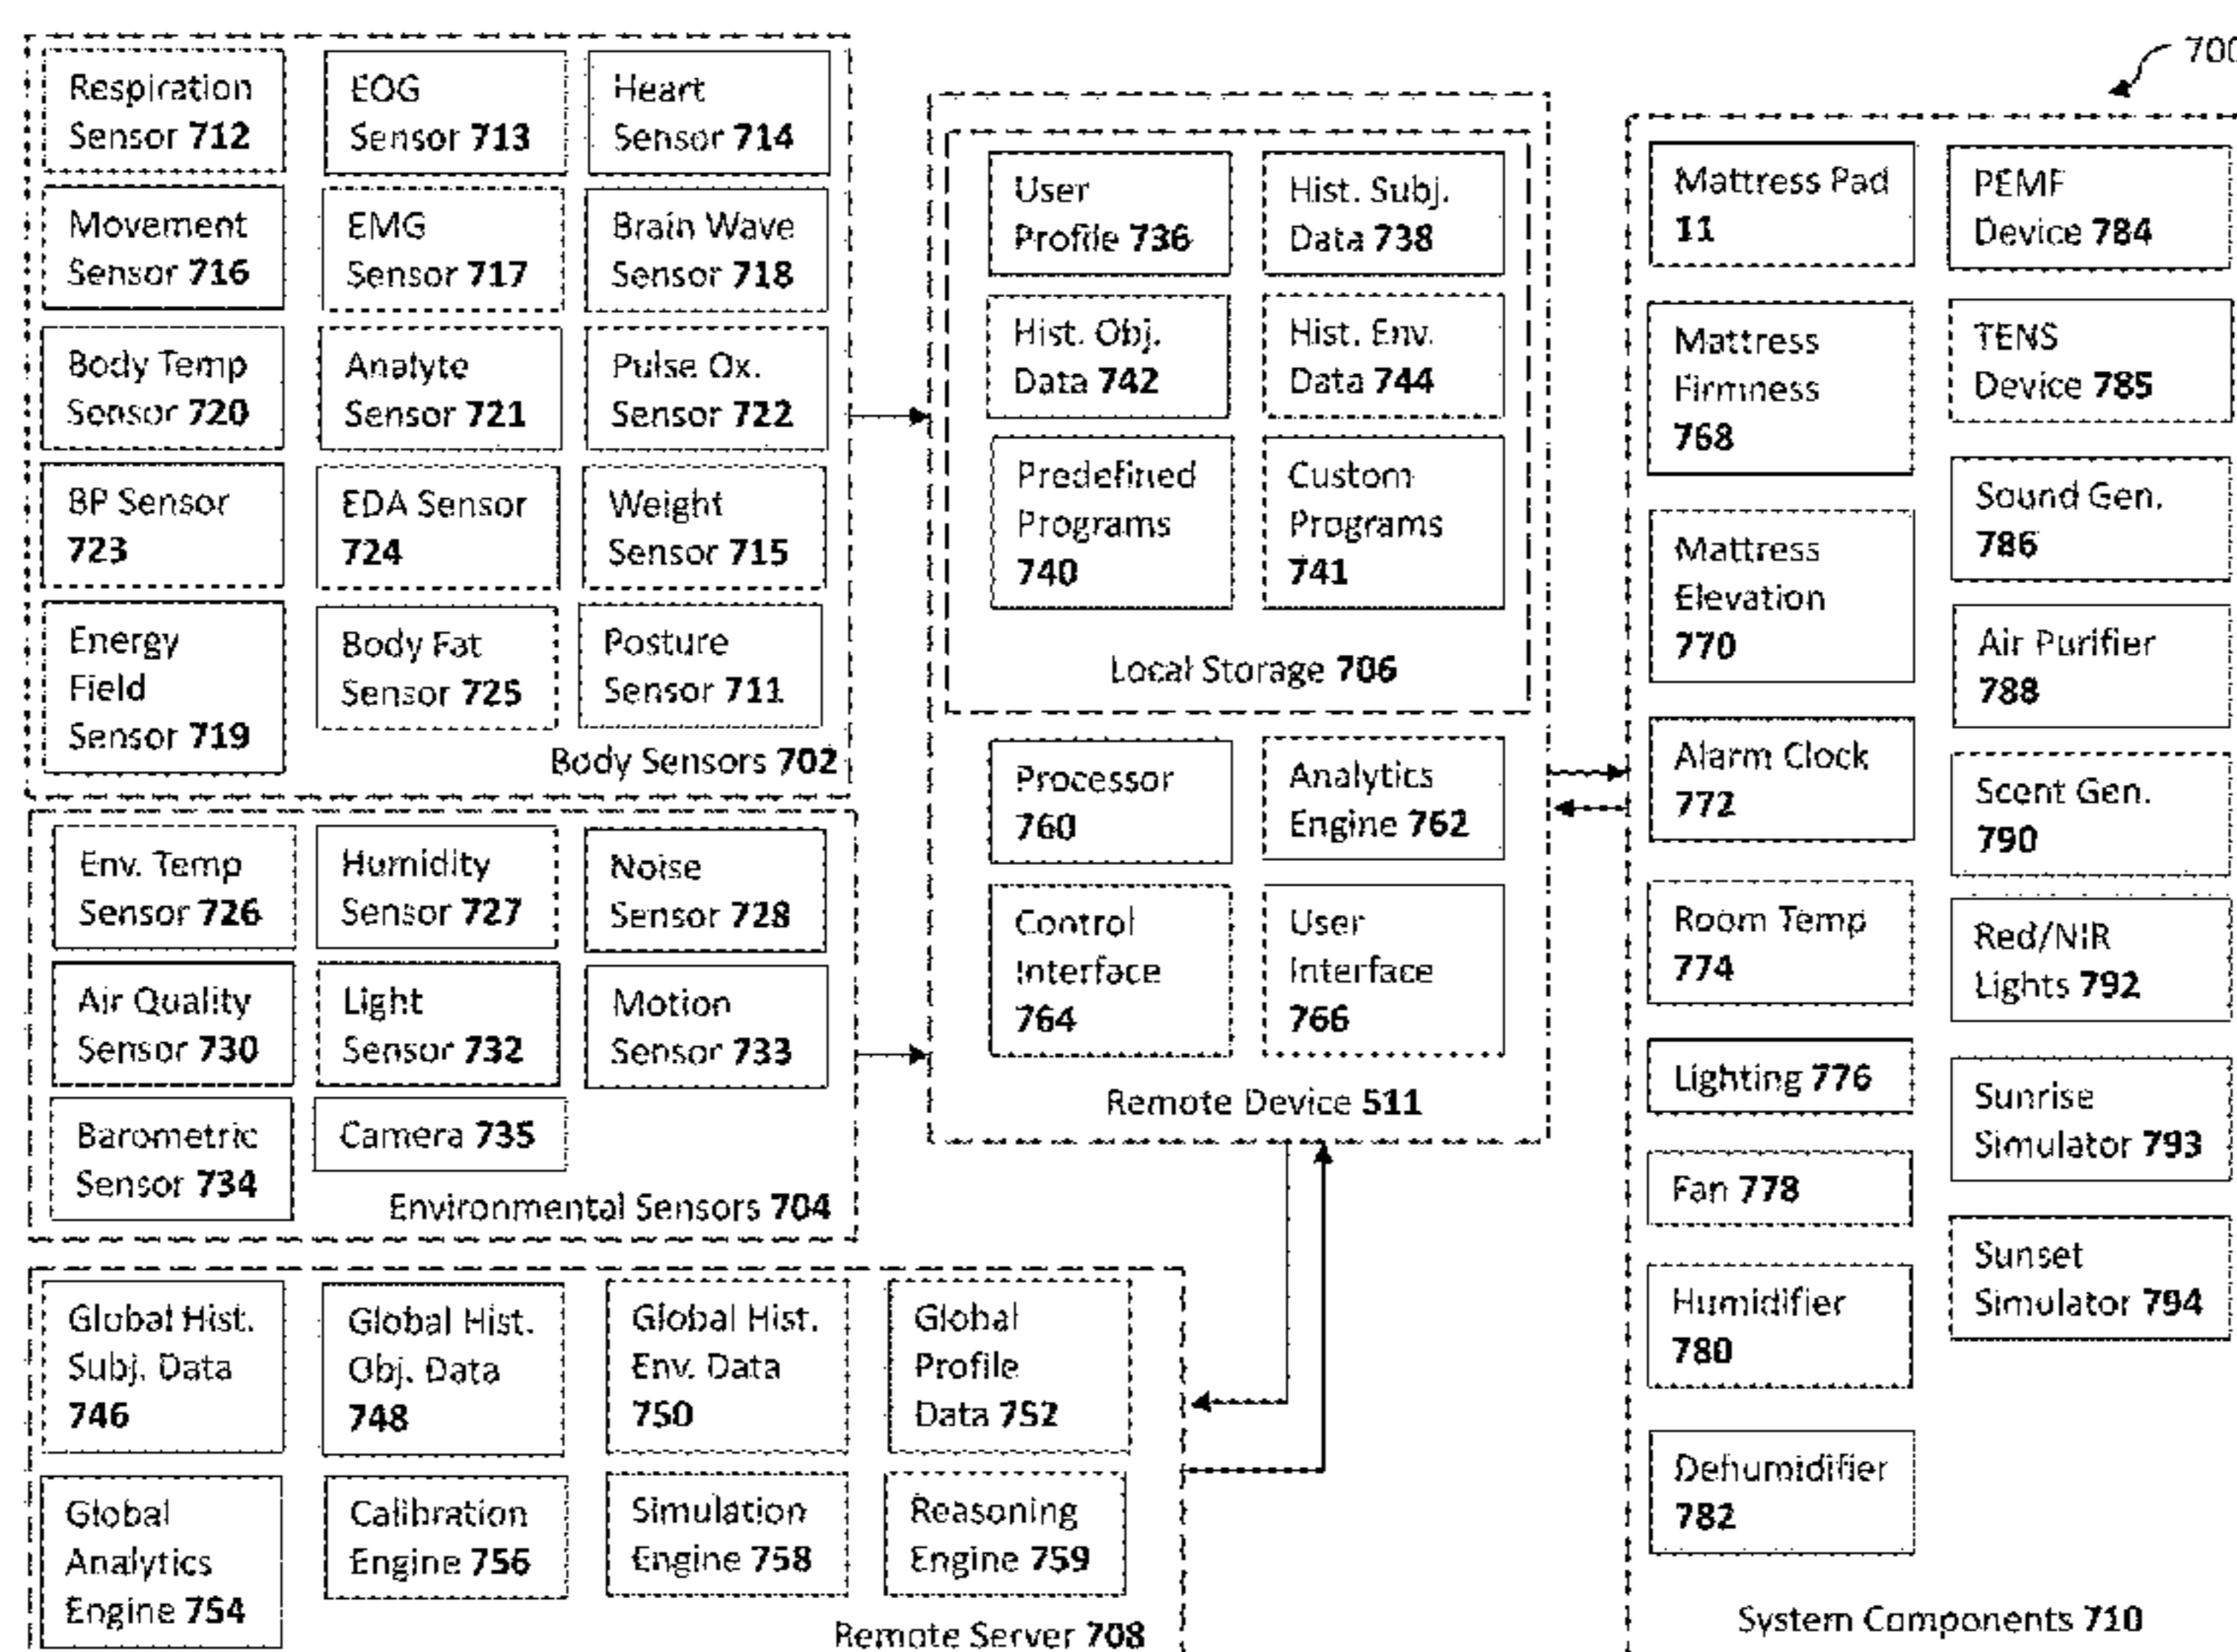 700
Respiration
Sensor 712
EOG
Sensor 713
Heart
Sensor 714
Movement
Sensor 716
EMG
Sensor 717
Brain Wave
Sensor 718
Body Temp
Sensor 720
Analyte
Sensor 721
Pulse Ox.
Sensor 722
BP Sensor
723
EDA Sensor
724
Weight
Sensor 715
Energy
Field
Sensor 719
Body Fat
Sensor 725
Posture
Sensor 711
Body Sensors 702
Env. Temp
Sensor 726
Humidity
Sensor 727
Noise
Sensor 728
Air Quality
Sensor 730
Light
Sensor 732
Motion
Sensor 733
Barometric
Sensor 734
Camera 735
Environmental Sensors 704
User
Profile 736
Hist. Subj.
Data 738
Hist. Obj.
Data 742
Hist. Env.
Data 744
Predefined
Programs
740
Custom
Programs
741
Local Storage 706
Processor
760
Analytics
Engine 762
Control
Interface
764
User
Interface
766
Remote Device 511
Global Hist.
Subj. Data
746
Global Hist.
Obj. Data
748
Global Hist.
Env. Data
750
Global
Profile
Data 752
Global
Analytics
Engine 754
Calibration
Engine 756
Simulation
Engine 758
Reasoning
Engine 759
Remote Server 708
Mattress Pad
11
PEMF
Device 784
Mattress
Firmness
768
TENS
Device 785
Mattress
Elevation
770
Sound Gen.
786
Air Purifier
788
Alarm Clock
772
Scent Gen.
790
Room Temp
774
Red/NIR
Lights 792
Lighting 776
Sunrise
Simulator 793
Fan 778
Sunset
Simulator 794
Humidifier
780
Dehumidifier
782
System Components 710